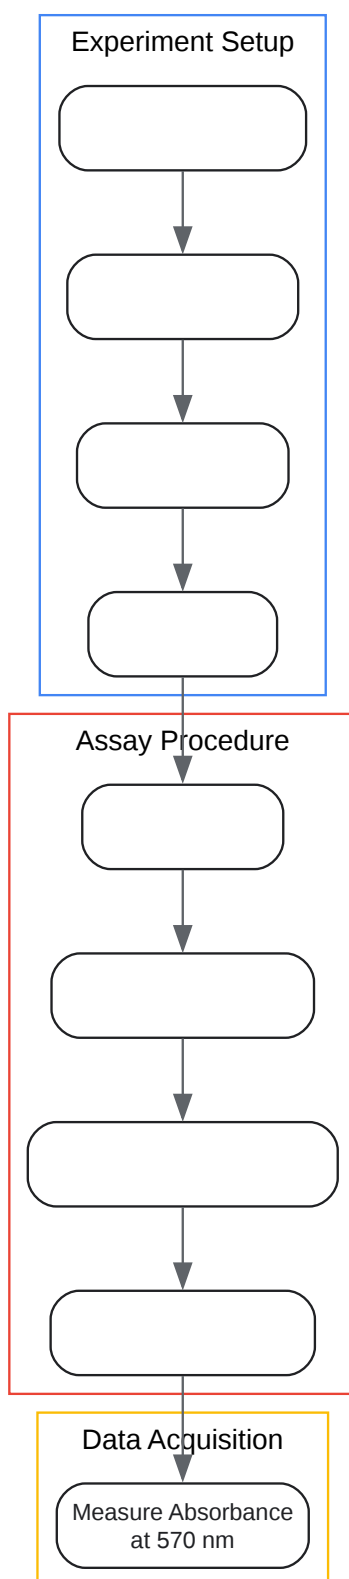 Experiment Setup
Assay Procedure
Data Acquisition
Measure Absorbance
at 570 nm